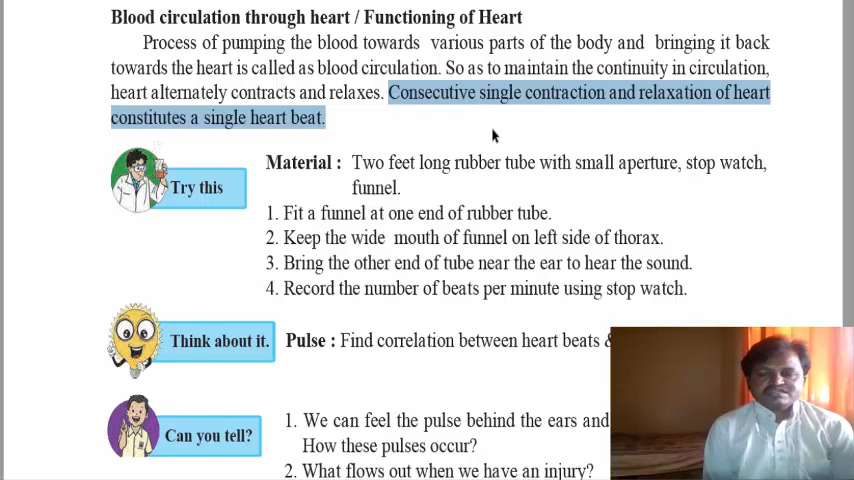 Blood circulation through heart / Functioning of Heart
Process of pumping the blood towards various parts of the body and bringing it back
towards the heart is called as blood circulation. So as to maintain the continuity in circulation,
heart alternately contracts and relaxes. Consecutive single contraction and relaxation of heart
constitutes a single heart beat.
Try this
Material : Two feet long rubber tube with small aperture, stop watch,
funnel.
1. Fit a funnel at one end of rubber tube.
2. Keep the wide mouth of funnel on left side of thorax.
3. Bring the other end of tube near the ear to hear the sound.
4. Record the number of beats per minute using stop watch.
Think about it.
Pulse : Find correlation between heart beats &
Can you tell?
1. We can feel the pulse behind the ears and
How these pulses occur?
2. What flows out when we have an injury?